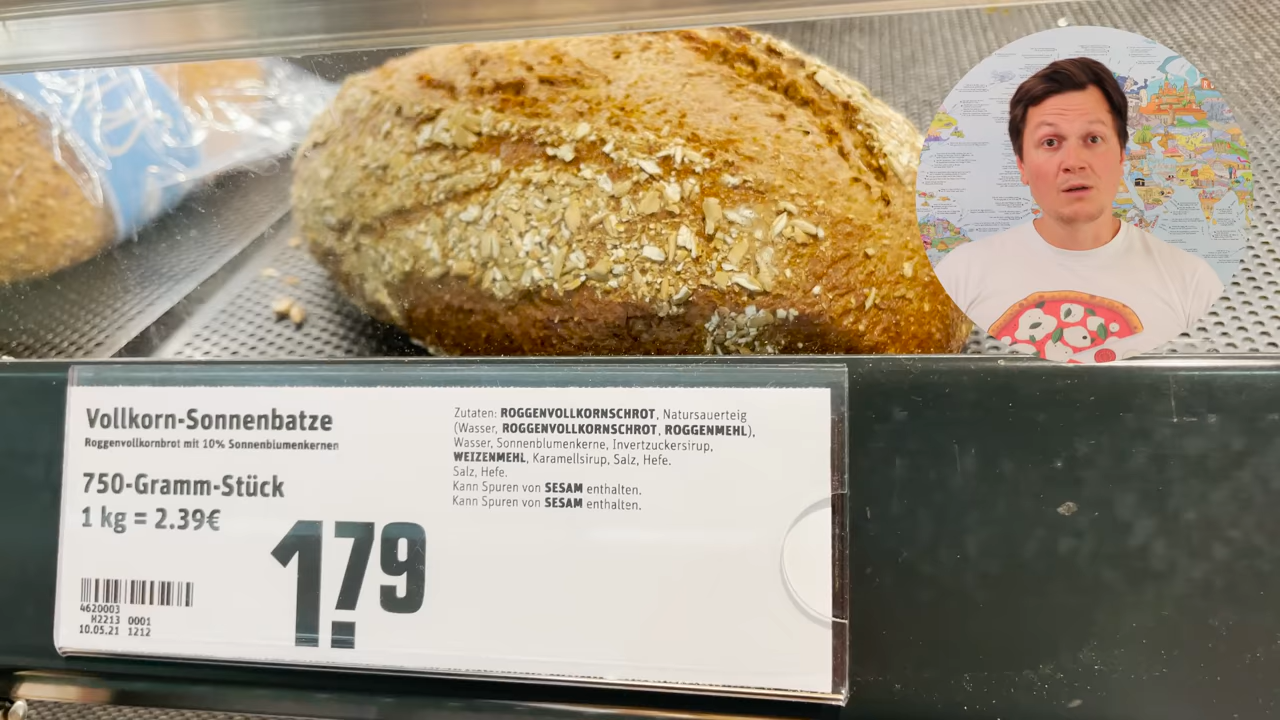 Vollkorn-Sonnenbatze
Roggenvollkornbrot mit 10% Sonnenblumenkernen
750-Gramm-Stück
1 kg = 2.39€
1.79
4620003
H2213 0001
10.05.21 1212
Zutaten: ROGGENVOLLKORNSCHROT, Natursauerteig
(Wasser, ROGGENVOLLKORNSCHROT, ROGGENMEHL),
Wasser, Sonnenblumenkerne, Invertzuckersirup,
WEIZENMEHL, Karamellsirup, Salz, Hefe.
Salz, Hefe.
Kann Spuren von SESAM enthalten.
Kann Spuren von SESAM enthalten.